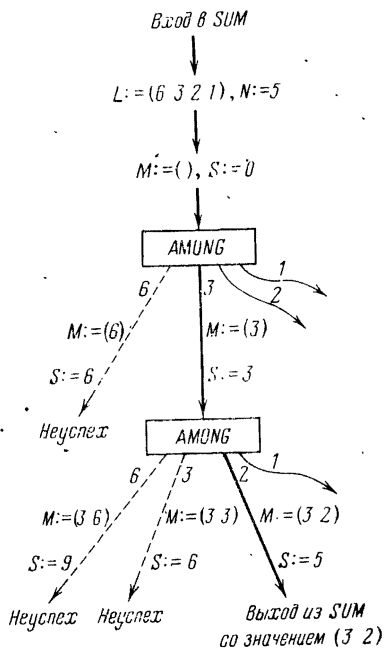 Вход в SUM
L:=(6 3 2 1), N:=5
M:=( ), S:=0
AMONG
6 3 2 1
M:=(6) M:=(3)
S:=6 S:=3
Неуспех
AMONG
6 3 2 1
M:=(3 6) M:=(3 3) M:=(3 2)
S:=9 S:=6 S:=5
Неуспех Неуспех Выход из SUM
со значением (3 2)